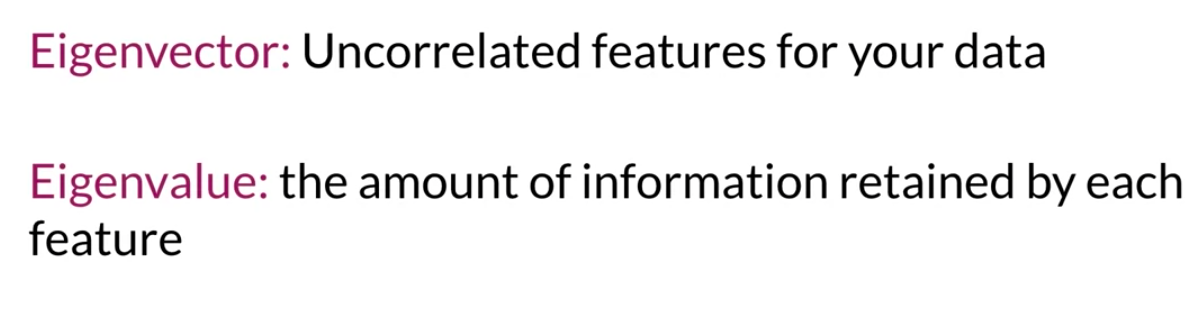 Eigenvector: Uncorrelated features for your data
Eigenvalue: the amount of information retained by each
feature